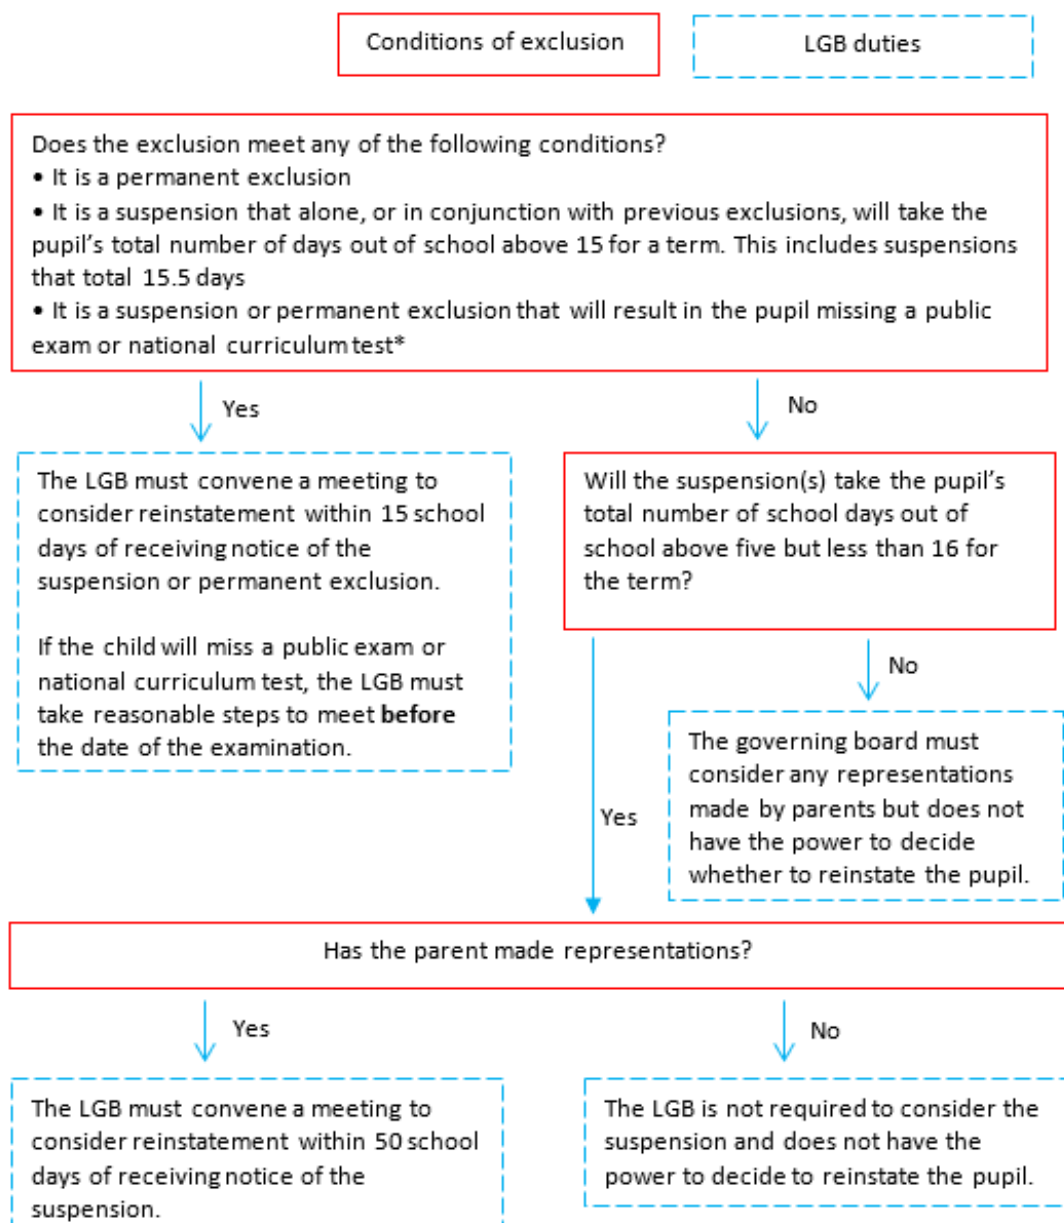 Conditions of exclusion
LGB duties
Does the exclusion meet any of the following conditions?
• It is a permanent exclusion
• It is a suspension that alone, or in conjunction with previous exclusions, will take the
pupil’s total number of days out of school above 15 for a term. This includes suspensions
that total 15.5 days
• It is a suspension or permanent exclusion that will result in the pupil missing a public
exam or national curriculum test*
Yes
No
The LGB must convene a meeting to
consider reinstatement within 15 school
days of receiving notice of the
suspension or permanent exclusion.
If the child will miss a public exam or
national curriculum test, the LGB must
take reasonable steps to meet before
the date of the examination.
Will the suspension(s) take the pupil’s
total number of school days out of
school above five but less than 16 for
the term?
No
The governing board must
consider any representations
made by parents but does not
have the power to decide
whether to reinstate the pupil.
Yes
Has the parent made representations?
Yes
No
The LGB must convene a meeting to
consider reinstatement within 50 school
days of receiving notice of the
suspension.
The LGB is not required to consider the
suspension and does not have the
power to decide to reinstate the pupil.